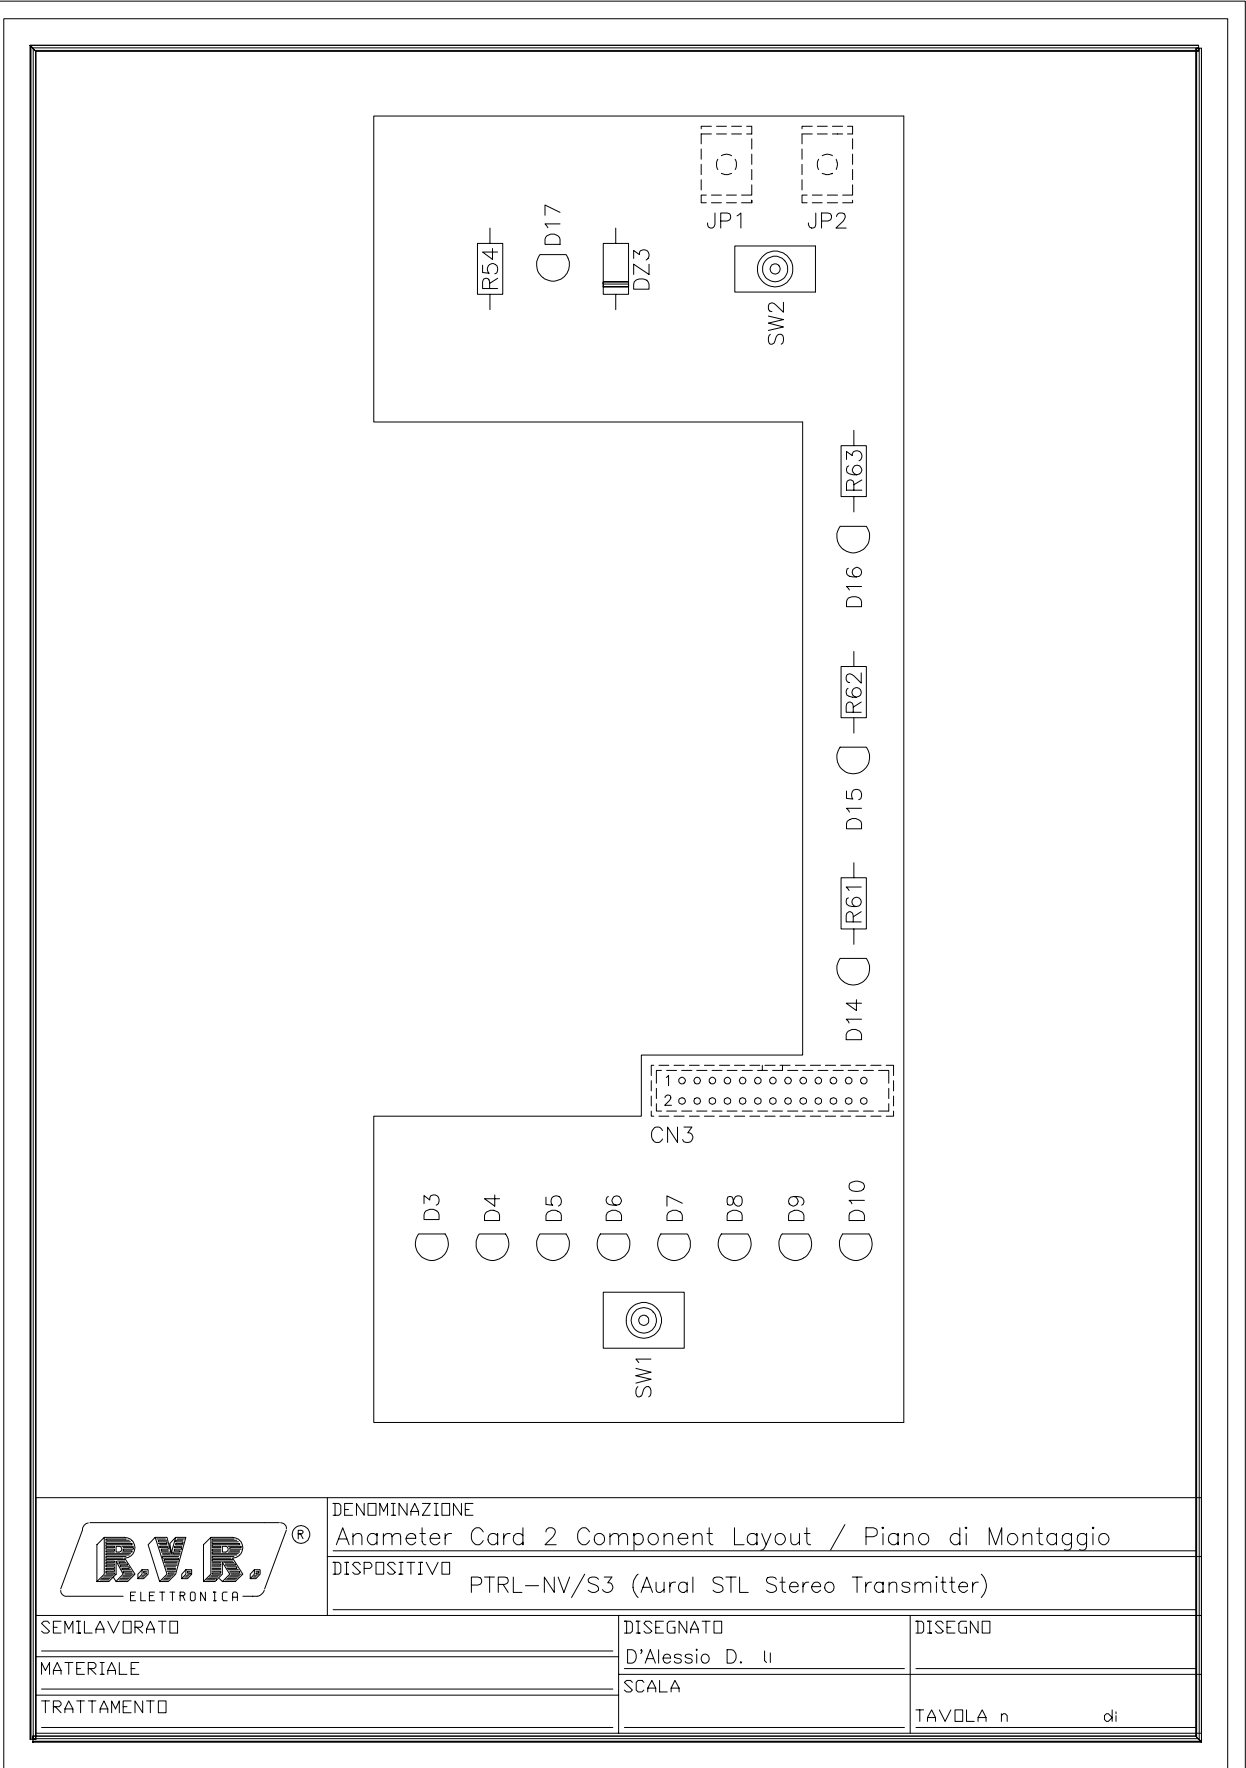 JP1 JP2
D17
R54
DZ3
SW2
R63
D16
R62
D15
R61
D14
1
2
CN3
D3 D4 D5 D6 D7 D8 D9 D10
SW1
R.V.R. ®
ELETTRONICA
DENOMINAZIONE
Anameter Card 2 Component Layout / Piano di Montaggio
DISPOSITIVO
PTRL-NV/S3 (Aural STL Stereo Transmitter)
SEMILAVORATO
MATERIALE
TRATTAMENTO
DISEGNATO
D'Alessio D. lì
SCALA
DISEGNO
TAVOLA n di